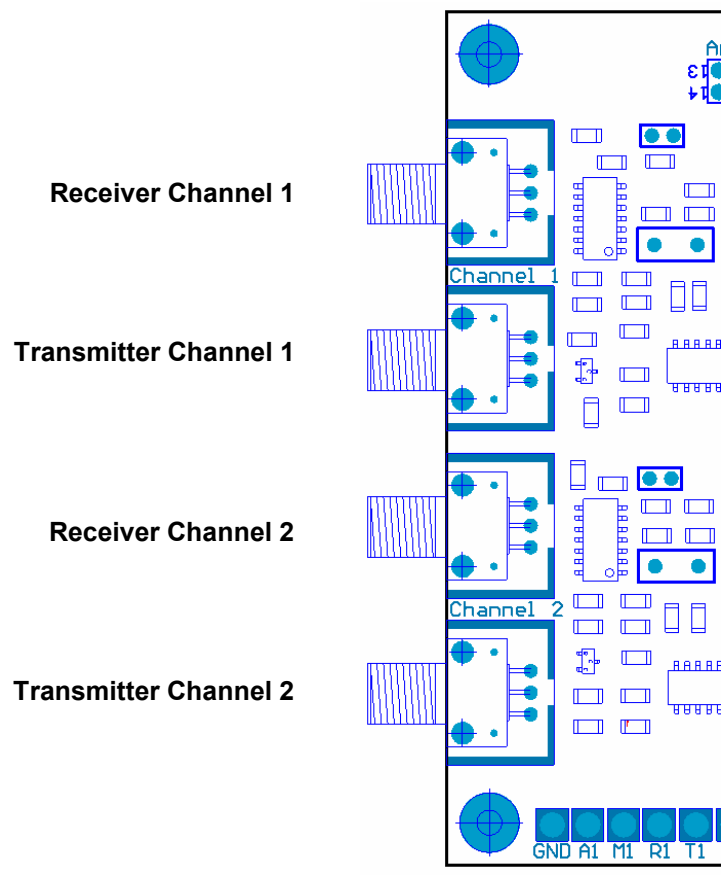 Receiver Channel 1
Channel 1
Transmitter Channel 1
Receiver Channel 2
Channel 2
Transmitter Channel 2
GND A1 M1 R1 T1